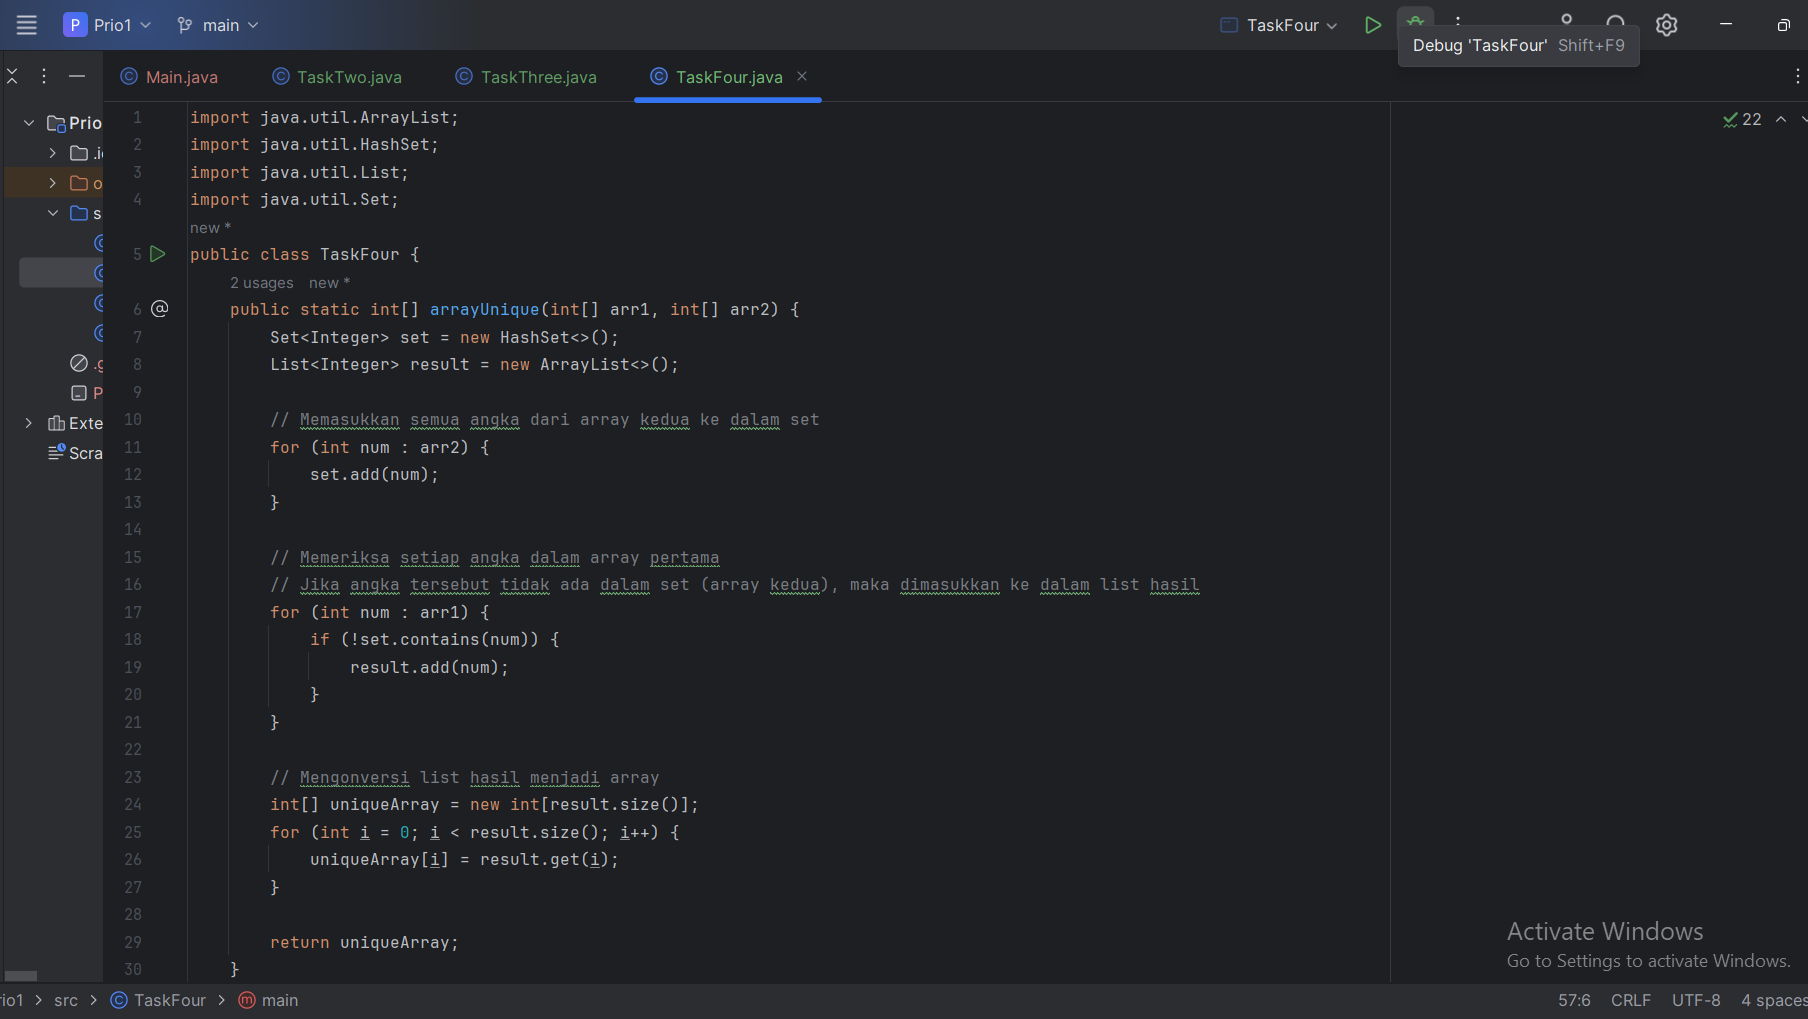 P Prio1 main TaskFour
Debug 'TaskFour' Shift+F9
Main.java TaskTwo.java TaskThree.java TaskFour.java
22
Prio
Exte
Scra
1 import java.util.ArrayList;
2 import java.util.HashSet;
3 import java.util.List;
4 import java.util.Set;
new *
5 public class TaskFour {
2 usages new *
6 @ public static int[] arrayUnique(int[] arr1, int[] arr2) {
7 Set<Integer> set = new HashSet<>();
8 List<Integer> result = new ArrayList<>();
9
10 // Memasukkan semua angka dari array kedua ke dalam set
11 for (int num : arr2) {
12 set.add(num);
13 }
14
15 // Memeriksa setiap angka dalam array pertama
16 // Jika angka tersebut tidak ada dalam set (array kedua), maka dimasukkan ke dalam list hasil
17 for (int num : arr1) {
18 if (!set.contains(num)) {
19 result.add(num);
20 }
21 }
22
23 // Mengonversi list hasil menjadi array
24 int[] uniqueArray = new int[result.size()];
25 for (int i = 0; i < result.size(); i++) {
26 uniqueArray[i] = result.get(i);
27 }
28
29 return uniqueArray;
30 }
Activate Windows
Go to Settings to activate Windows.
rio1 > src > TaskFour > main
57:6 CRLF UTF-8 4 spaces